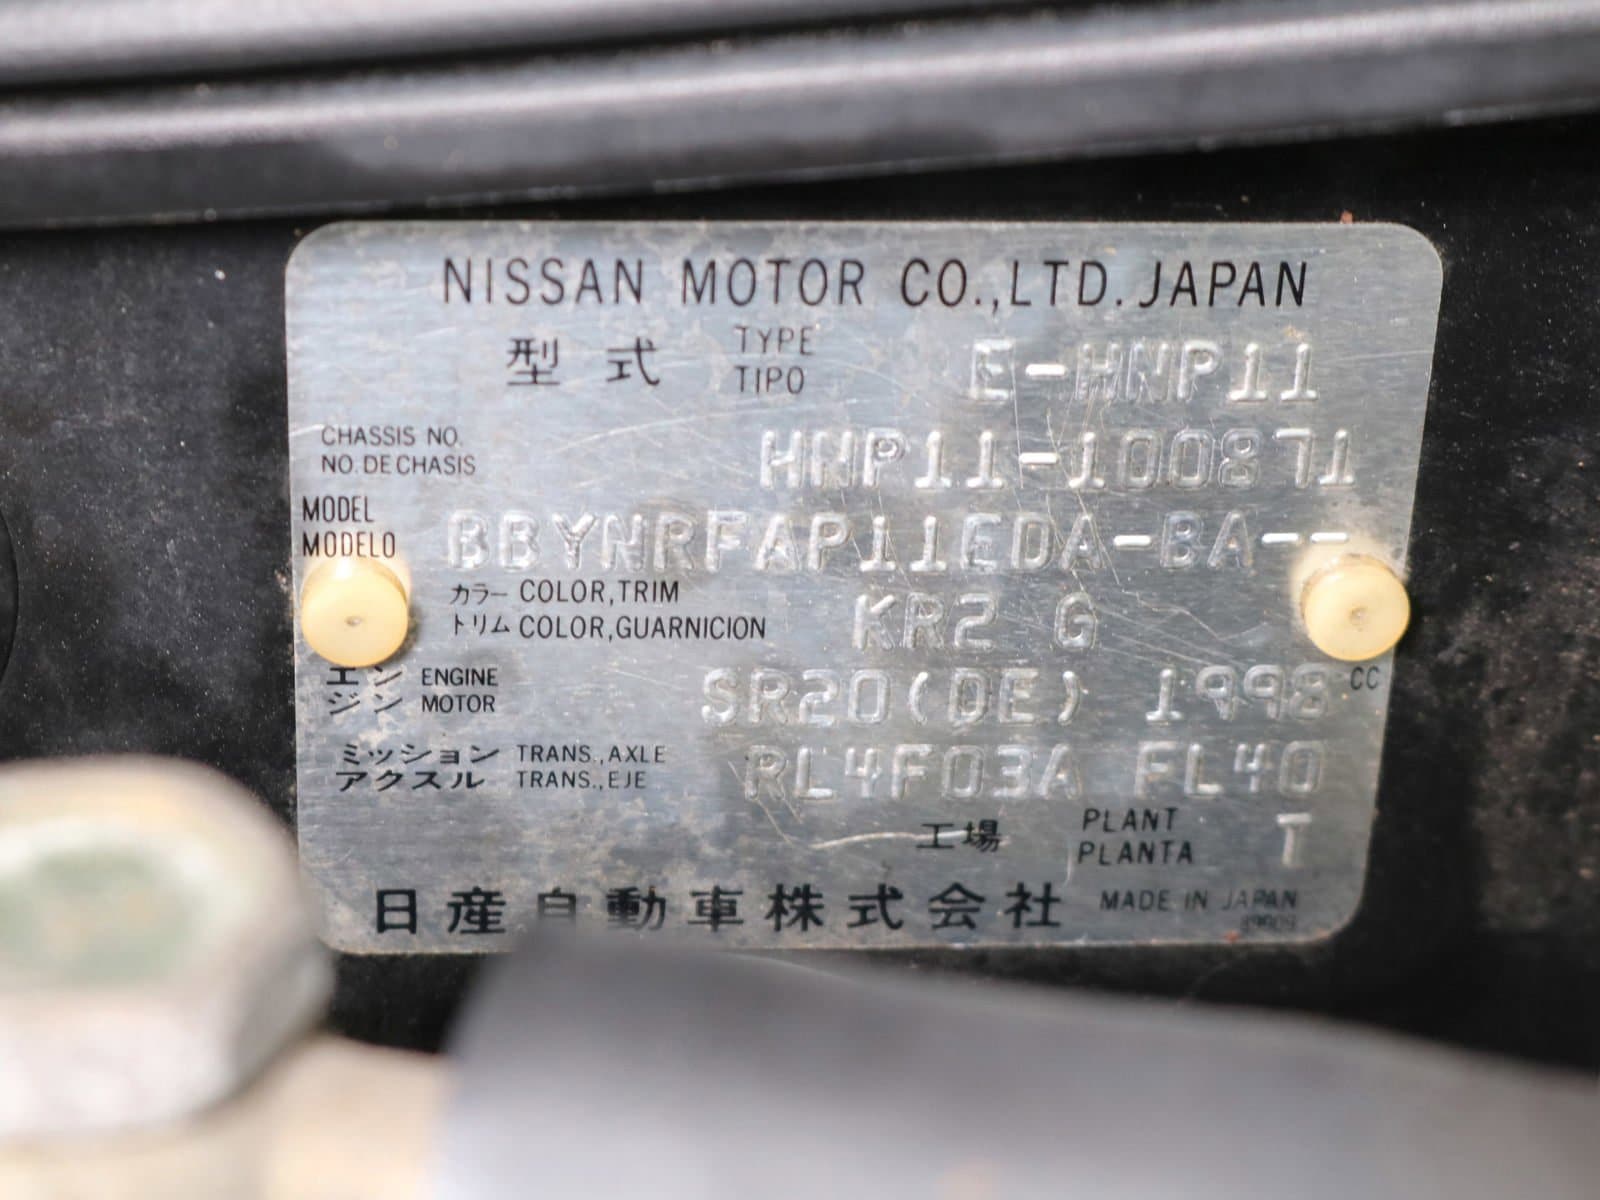 NISSAN MOTOR CO.,LTD. JAPAN
型式 TYPE E-HNP11
TIPO
CHASSIS NO. HNP11-100871
NO. DE CHASIS
MODEL BBYNRFAP11EDA-BA--
MODELO
カラー COLOR,TRIM KR2 G
トリム COLOR,GUARNICION
エン ENGINE SR20(DE) 1998 CC
ジン MOTOR
ミッション TRANS.,AXLE RL4F03A FL40
アクスル TRANS.,EJE
工場 PLANT T
PLANTA
日産自動車株式会社 MADE IN JAPAN